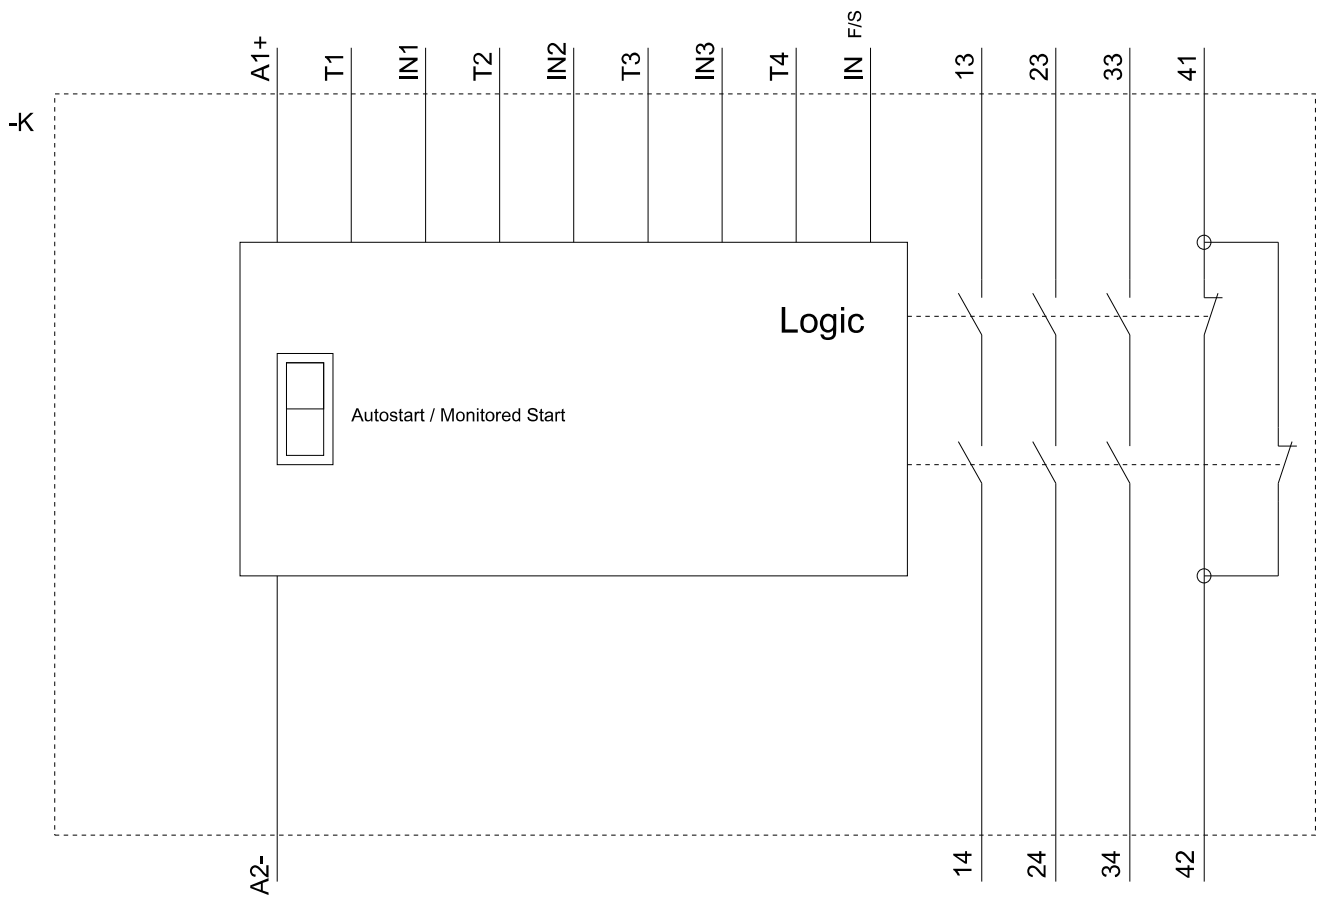 A1+
T1
IN1
T2
IN2
T3
IN3
T4
IN F/S
13
23
33
41
-K
Logic
Autostart / Monitored Start
A2-
14
24
34
42